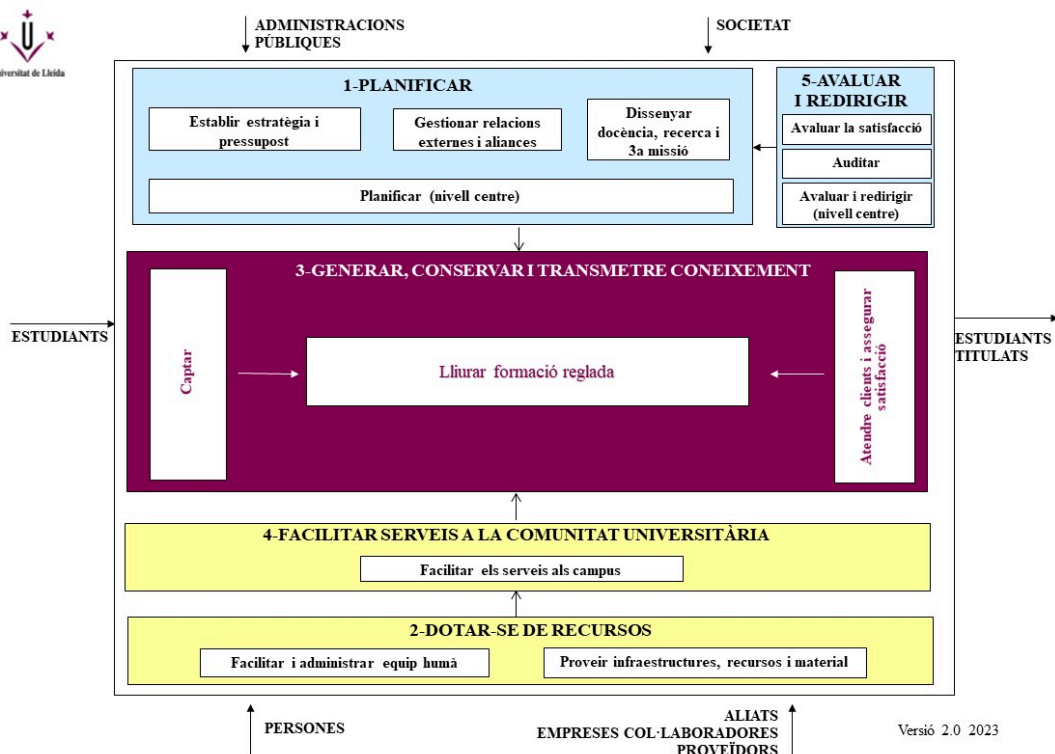 ADMINISTRACIONS
PÚBLIQUES
SOCIETAT
Universitat de Lleida
1-PLANIFICAR
Establir estratègia i
pressupost
Gestionar relacions
externes i aliances
Dissenyar
docència, recerca i
3a missió
Planificar (nivell centre)
5-AVALUAR
I REDIRIGIR
Avaluar la satisfacció
Auditar
Avaluar i redirigir
(nivell centre)
3-GENERAR, CONSERVAR I TRANSMETRE CONEIXEMENT
ESTUDIANTS
Captar
Lliurar formació reglada
Atendre clients i assegurar
satisfacció
ESTUDIANTS
TITULATS
4-FACILITAR SERVEIS A LA COMUNITAT UNIVERSITÀRIA
Facilitar els serveis als campus
2-DOTAR-SE DE RECURSOS
Facilitar i administrar equip humà
Proveir infraestructures, recursos i material
PERSONES
ALIATS
EMPRESES COL·LABORADORES
PROVEÏDORS
Versió 2.0 2023